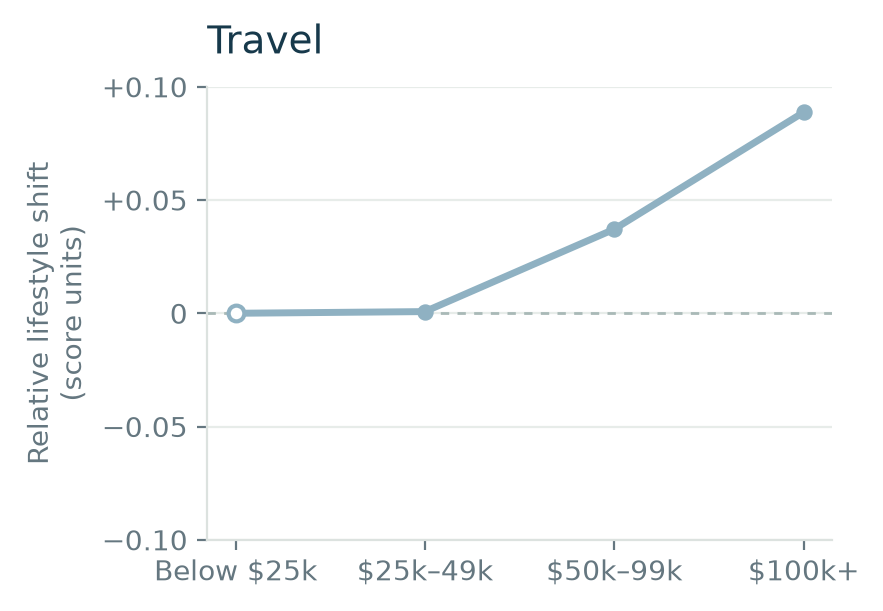 Travel
Relative lifestyle shift
(score units)
+0.10
+0.05
0
−0.05
−0.10
Below $25k
$25k–49k
$50k–99k
$100k+